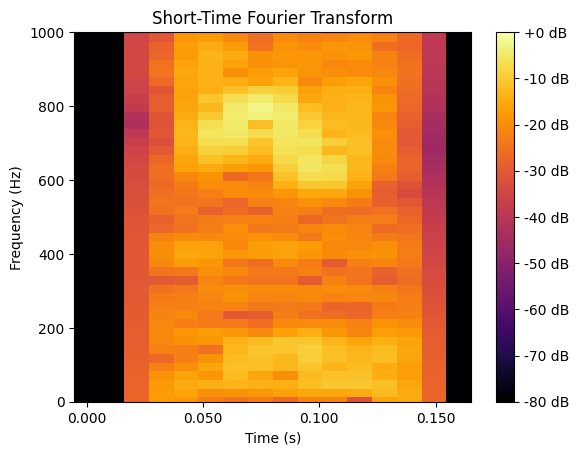 Short-Time Fourier Transform
1000
800
600
400
200
0
Frequency (Hz)
0.000
0.050
0.100
0.150
Time (s)
+0 dB
-10 dB
-20 dB
-30 dB
-40 dB
-50 dB
-60 dB
-70 dB
-80 dB